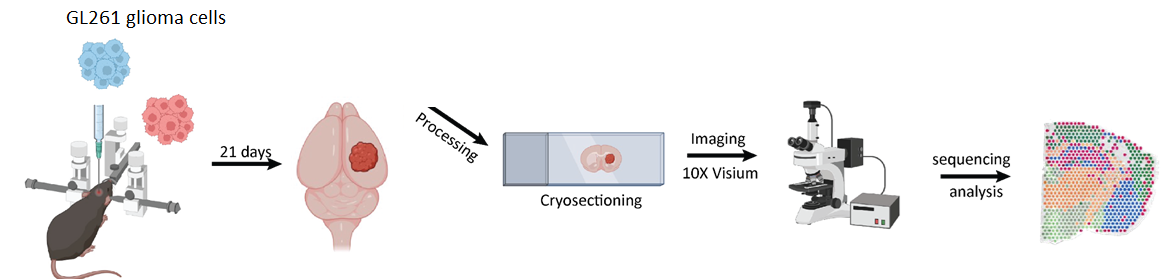 GL261 glioma cells
21 days
Processing
Cryosectioning
Imaging
10X Visium
sequencing
analysis